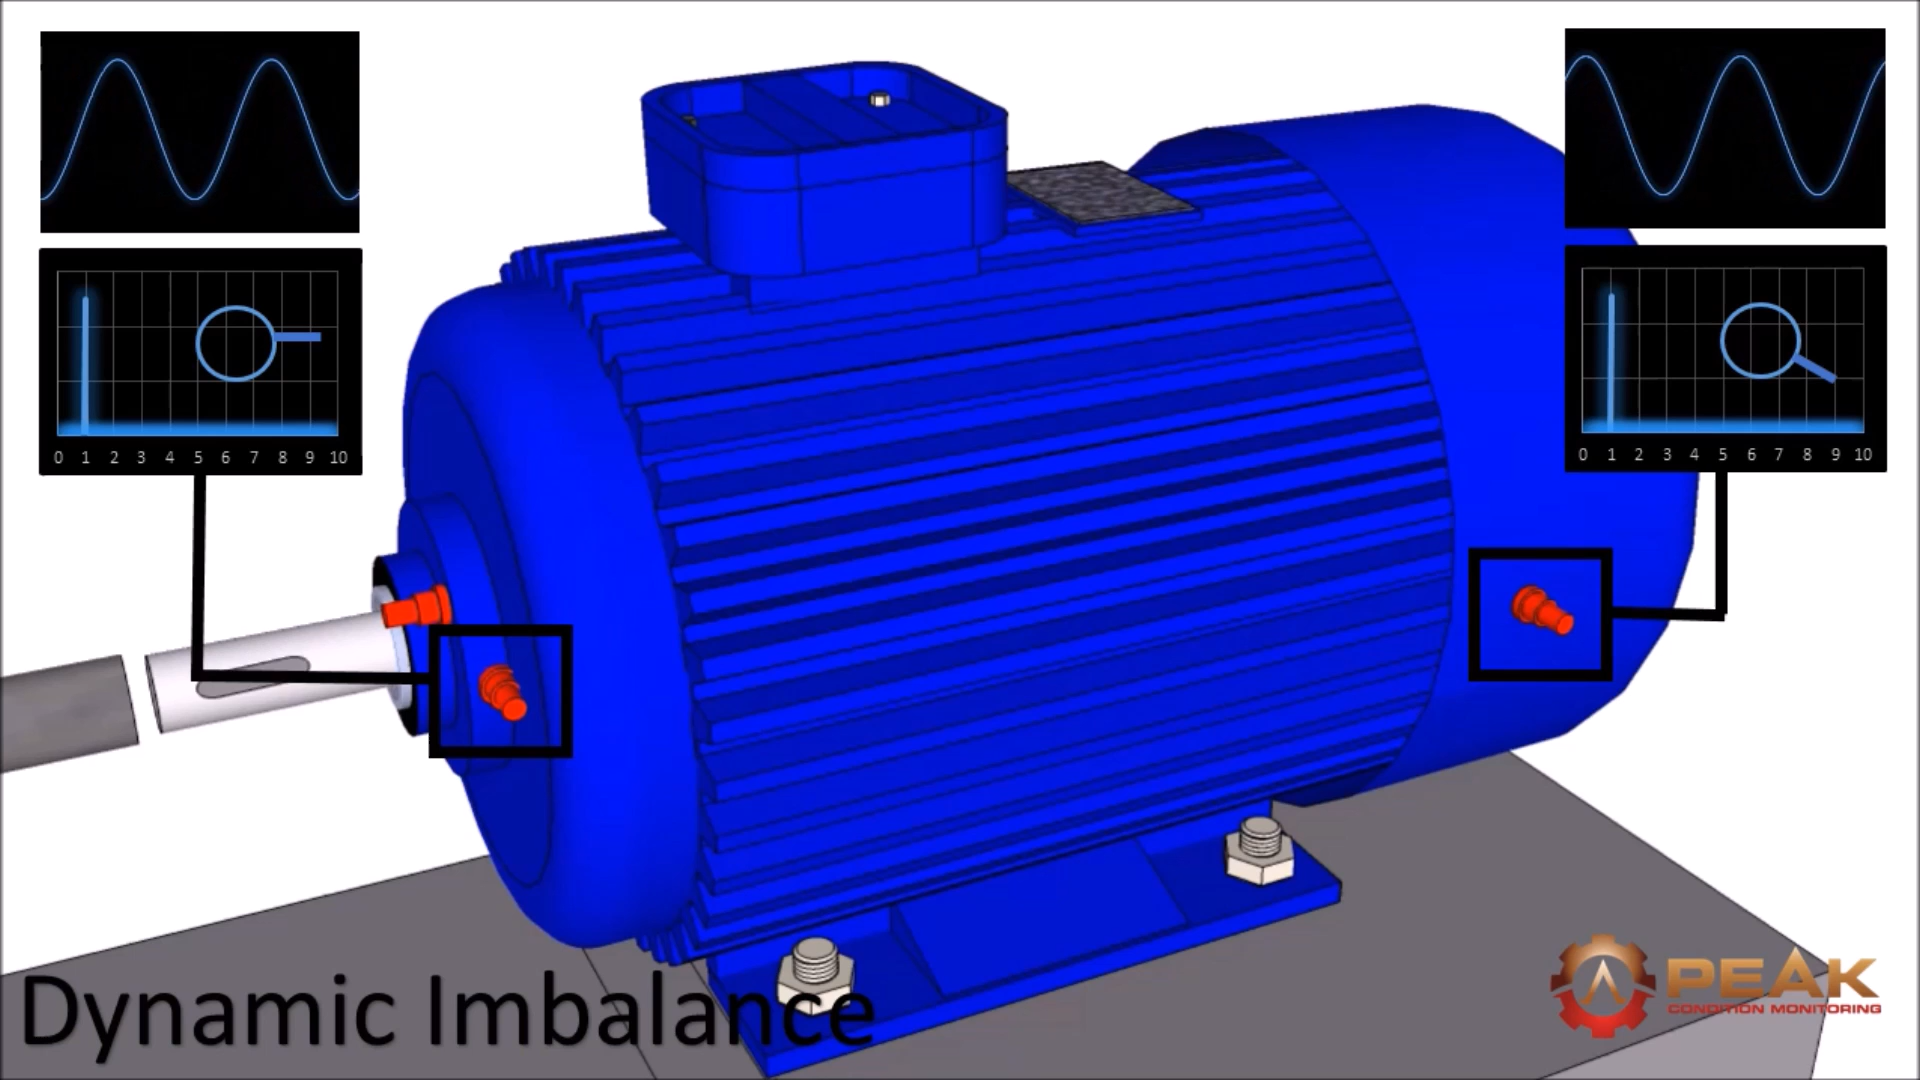 0 1 2 3 4 5 6 7 8 9 10
0 1 2 3 4 5 6 7 8 9 10
Dynamic Imbalance
PEAK
CONDITION MONITORING